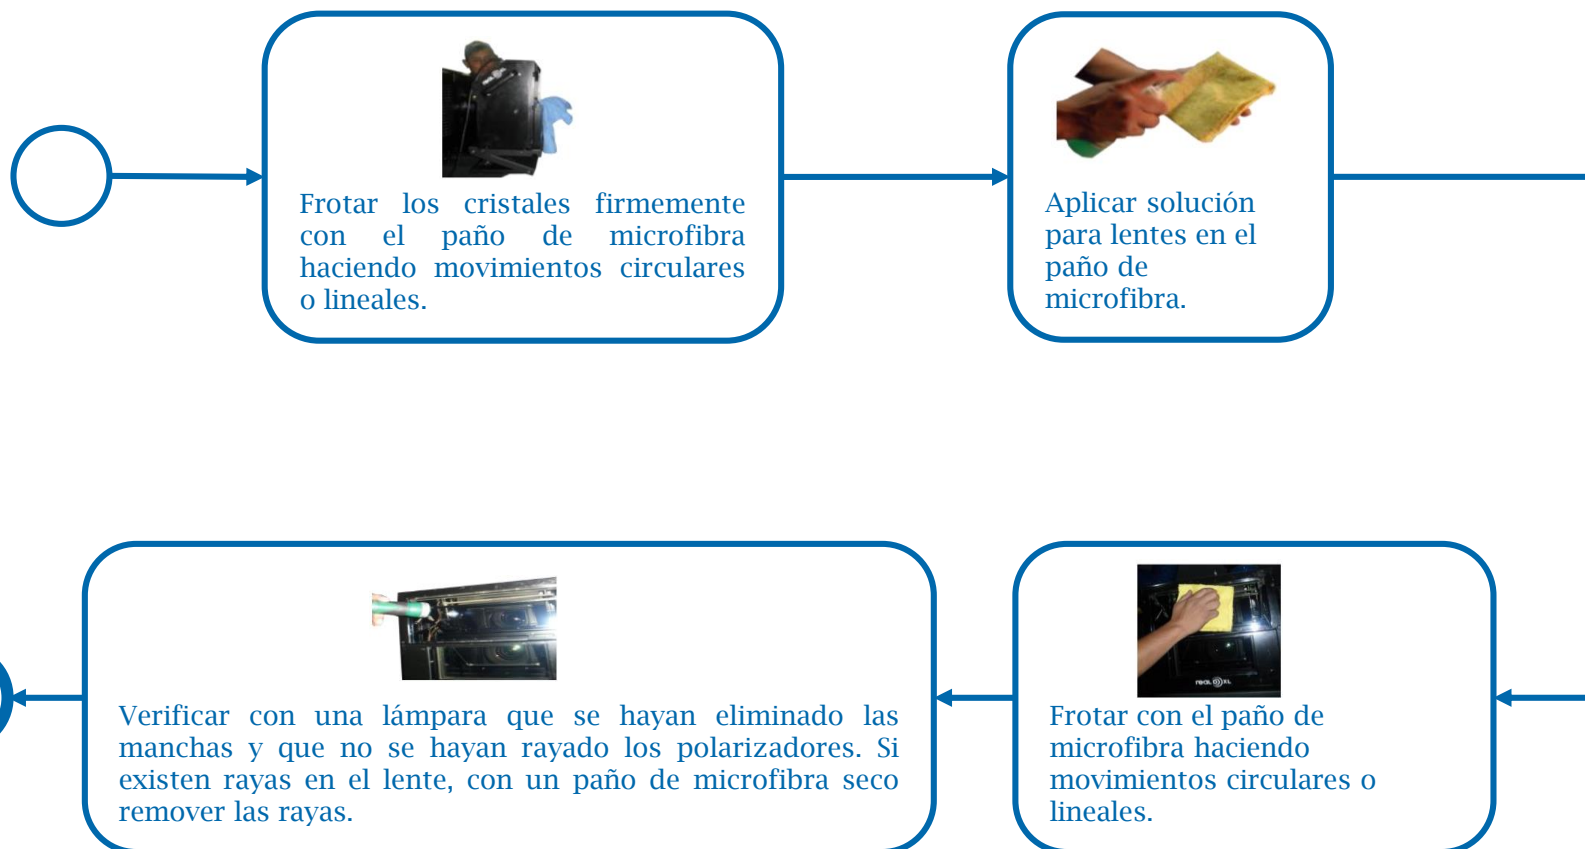 Frotar los cristales firmemente
con el paño de microfibra
haciendo movimientos circulares
o lineales.
Aplicar solución
para lentes en el
paño de
microfibra.
Verificar con una lámpara que se hayan eliminado las
manchas y que no se hayan rayado los polarizadores. Si
existen rayas en el lente, con un paño de microfibra seco
remover las rayas.
real XL
Frotar con el paño de
microfibra haciendo
movimientos circulares o
lineales.